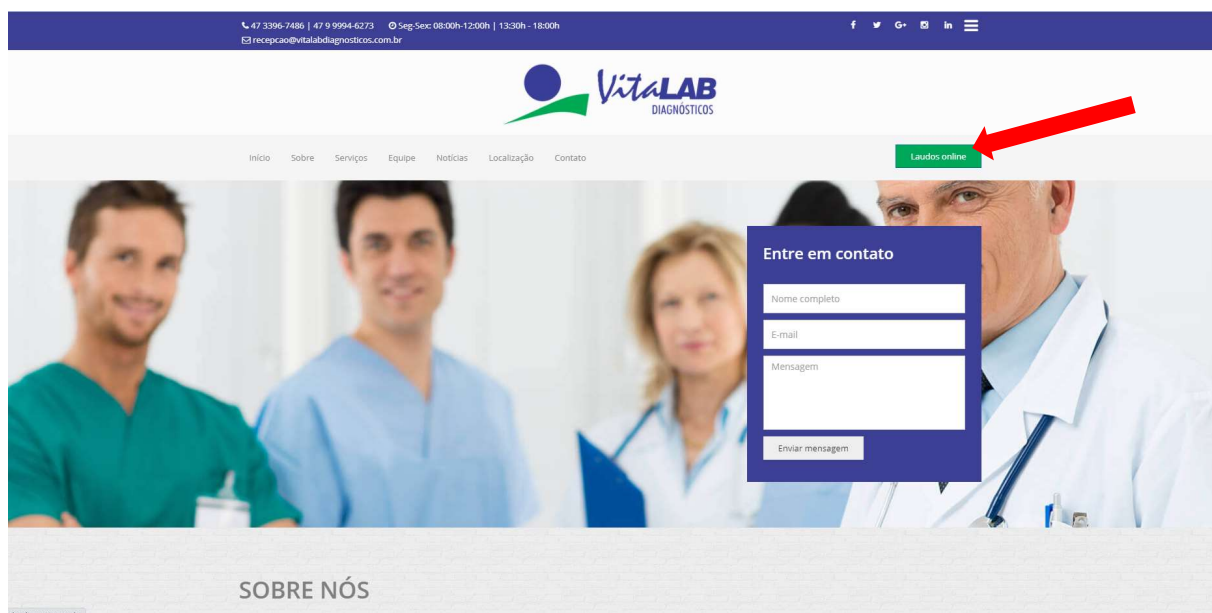 47 3396-7486 | 47 9 9994-6273 Seg-Sex: 08:00h-12:00h | 13:30h - 18:00h
recepcao@vitalabdiagnosticos.com.br
VitaLAB
DIAGNÓSTICOS
Início Sobre Serviços Equipe Notícias Localização Contato
Laudos online
Entre em contato
Nome completo
E-mail
Mensagem
Enviar mensagem
SOBRE NÓS